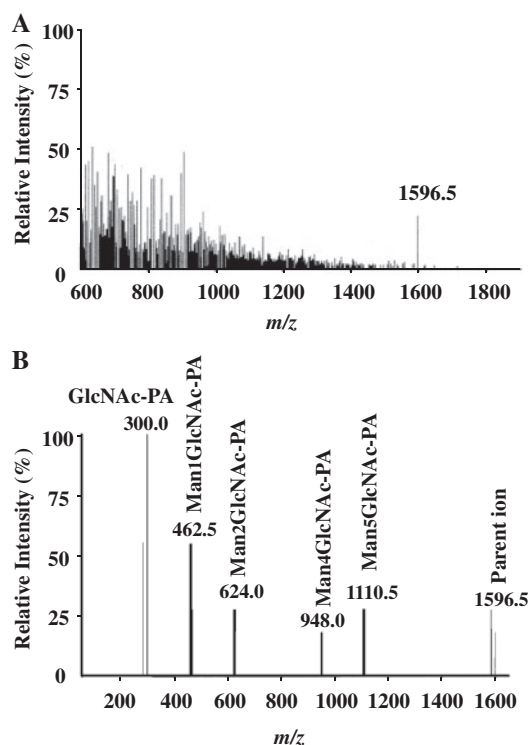 A
Relative Intensity (%)
100
75
50
25
0
1596.5
600 800 1000 1200 1400 1600 1800
m/z
B
Relative Intensity (%)
100
75
50
25
0
GlcNAc-PA
300.0
Man1GlcNAc-PA
462.5
Man2GlcNAc-PA
624.0
Man4GlcNAc-PA
948.0
Man5GlcNAc-PA
1110.5
Parent ion
1596.5
200 400 600 800 1000 1200 1400 1600
m/z